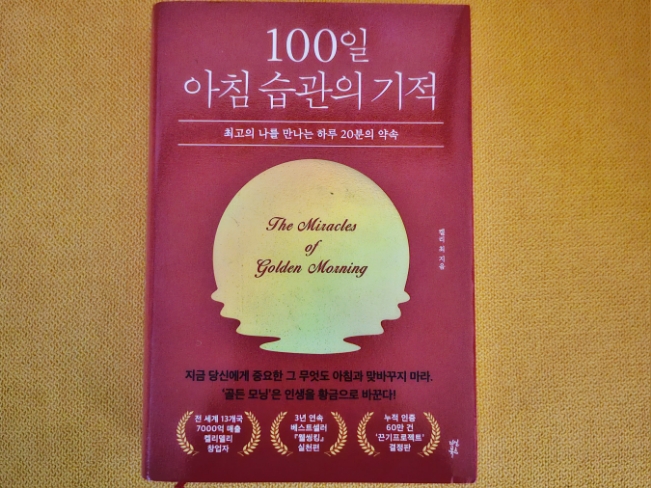 100일
아침 습관의 기적
최고의 나를 만나는 하루 20분의 약속
The Miracles
of
Golden Morning
켈리 최 지음
지금 당신에게 중요한 그 무엇도 아침과 맞바꾸지 마라.
'골든 모닝'은 인생을 황금으로 바꾼다!
전 세계 13개국
7000억 매출
켈리델리
창업자
3년 연속
베스트셀러
『웰씽킹』
실천편
누적 인증
60만 건
'끈기프로젝트'
결정판